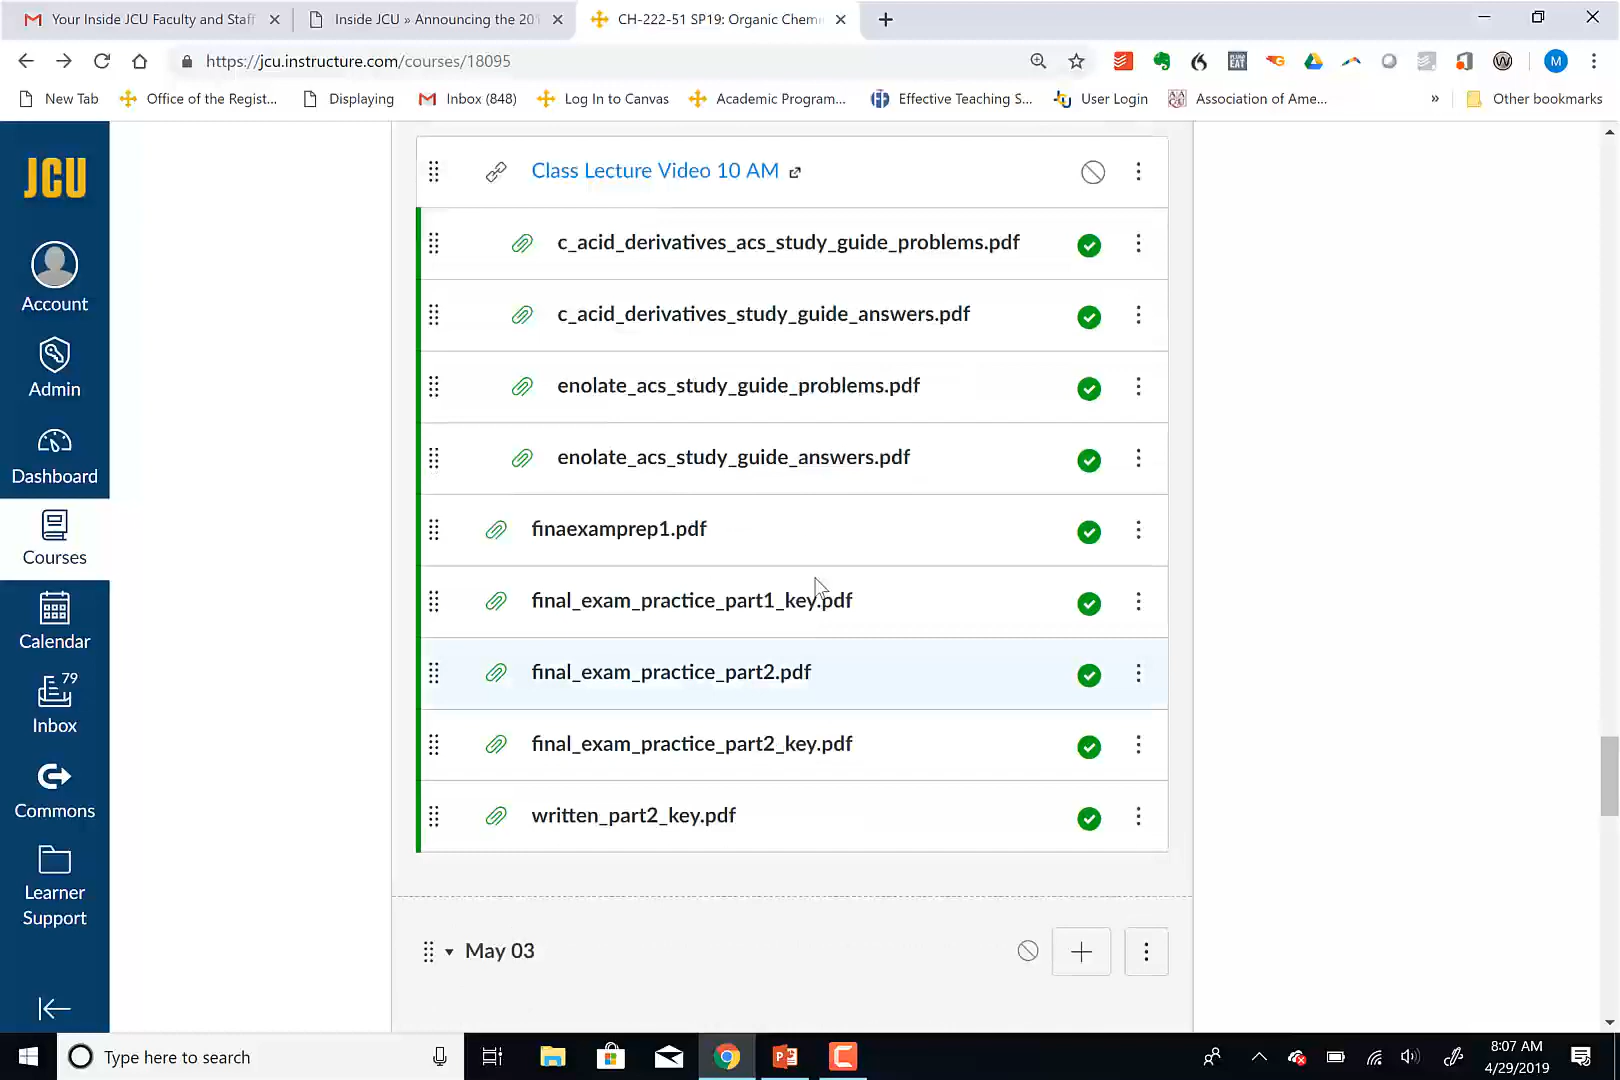 Your Inside JCU Faculty and Staff
Inside JCU » Announcing the 201
CH-222-51 SP19: Organic Chem
https://jcu.instructure.com/courses/18095
M
New Tab
Office of the Regist...
Displaying
Inbox (848)
Log In to Canvas
Academic Program...
Effective Teaching S...
User Login
Association of Ame...
»
Other bookmarks
JCU
Account
Admin
Dashboard
Courses
Calendar
79
Inbox
Commons
Learner
Support
Class Lecture Video 10 AM
c_acid_derivatives_acs_study_guide_problems.pdf
c_acid_derivatives_study_guide_answers.pdf
enolate_acs_study_guide_problems.pdf
enolate_acs_study_guide_answers.pdf
finaexamprep1.pdf
final_exam_practice_part1_key.pdf
final_exam_practice_part2.pdf
final_exam_practice_part2_key.pdf
written_part2_key.pdf
May 03
Type here to search
8:07 AM
4/29/2019